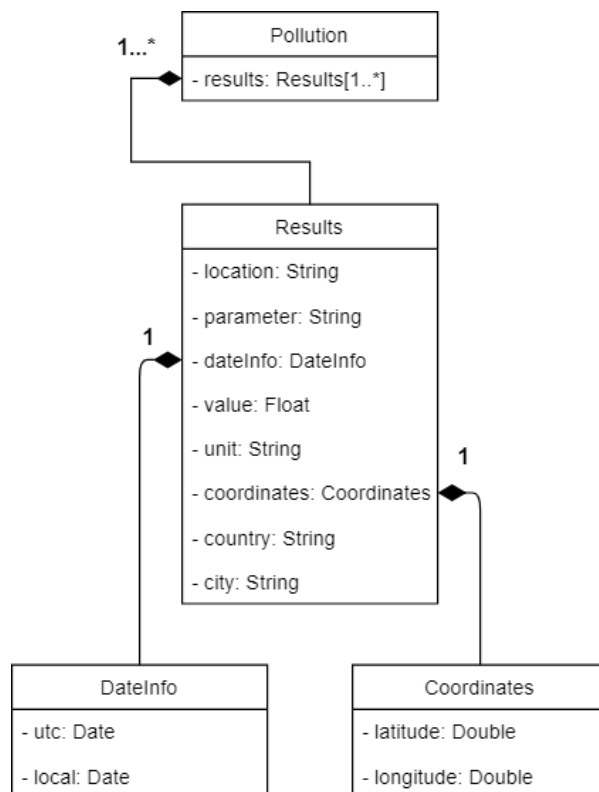 Pollution
1...*
- results: Results[1..*]
Results
- location: String
- parameter: String
1
- dateInfo: DateInfo
- value: Float
- unit: String
1
- coordinates: Coordinates
- country: String
- city: String
DateInfo
- utc: Date
- local: Date
Coordinates
- latitude: Double
- longitude: Double